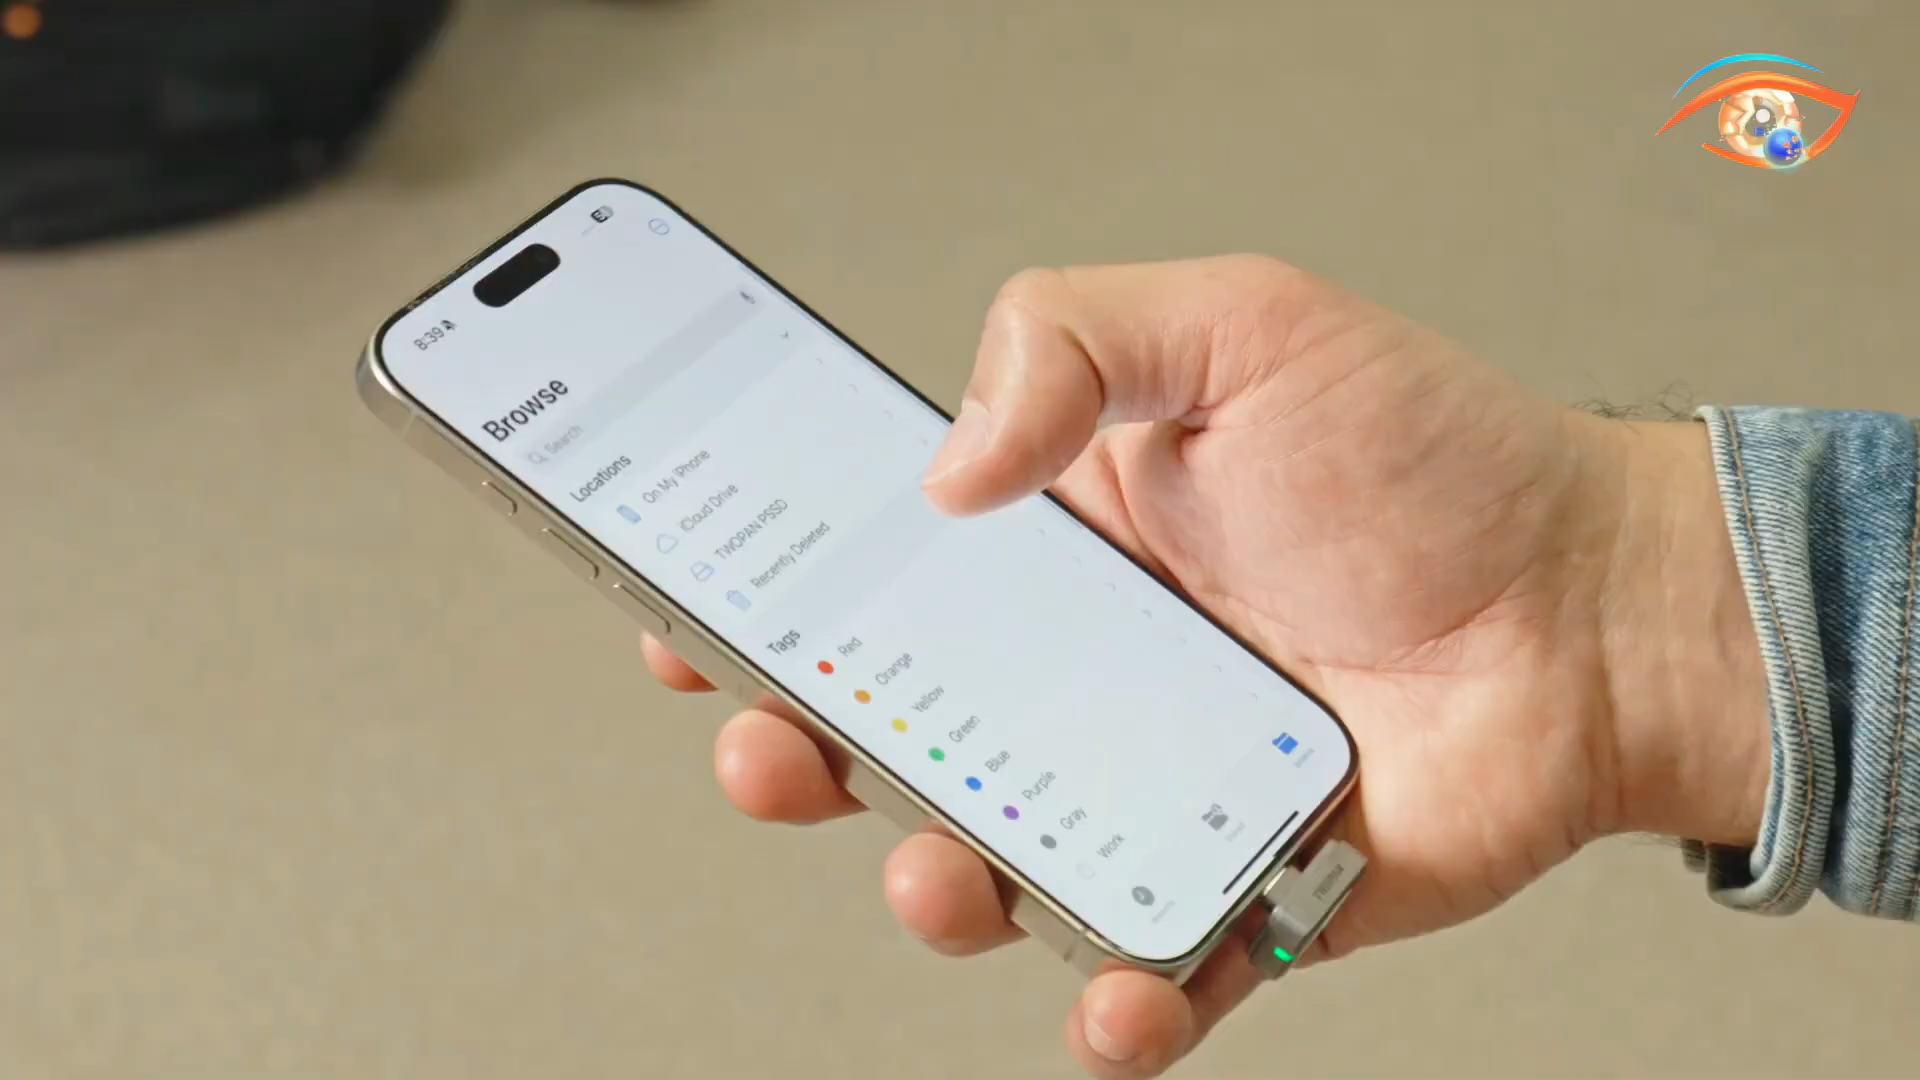 8:39
Browse
Search
Locations
On My iPhone
iCloud Drive
TWOPAN PSSD
Recently Deleted
Tags
Red
Orange
Yellow
Green
Blue
Purple
Gray
Work
TWOPAN